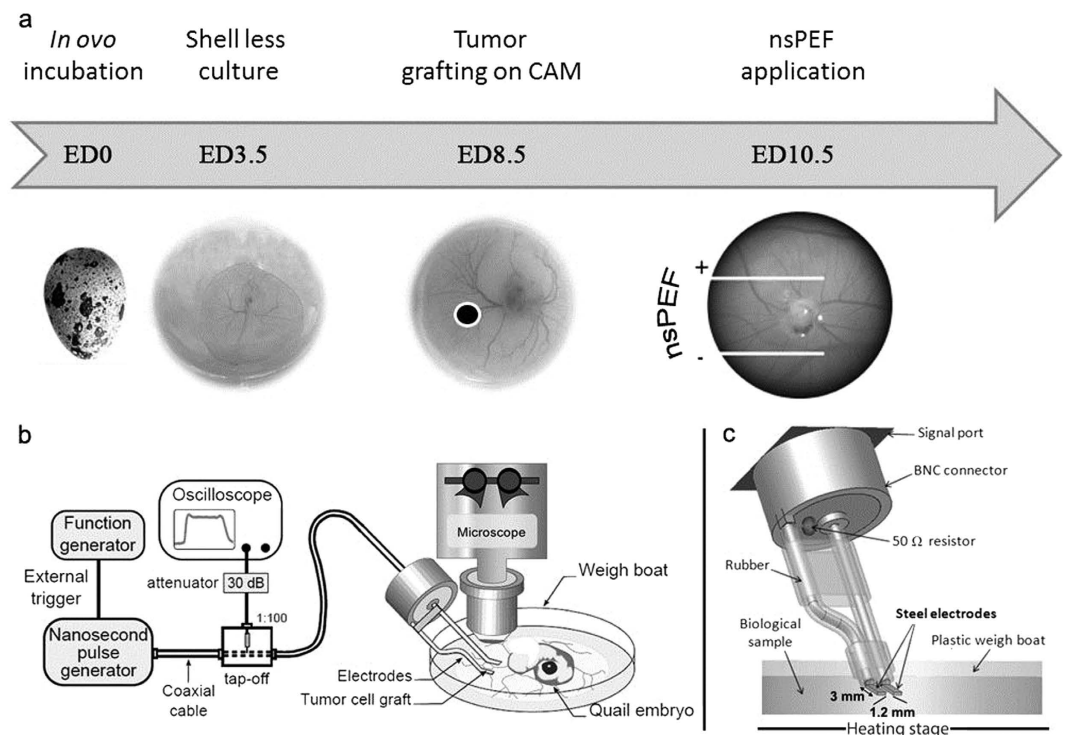 a
In ovo
incubation
Shell less
culture
Tumor
grafting on CAM
nsPEF
application
ED0
ED3.5
ED8.5
ED10.5
nsPEF
+
-
b
Function
generator
External
trigger
Nanosecond
pulse
generator
Oscilloscope
attenuator
30 dB
1:100
tap-off
Coaxial
cable
Microscope
Weigh boat
Electrodes
Tumor cell graft
Quail embryo
c
Signal port
BNC connector
50 Ω resistor
Rubber
Steel electrodes
Biological
sample
Plastic weigh boat
3 mm
1.2 mm
Heating stage